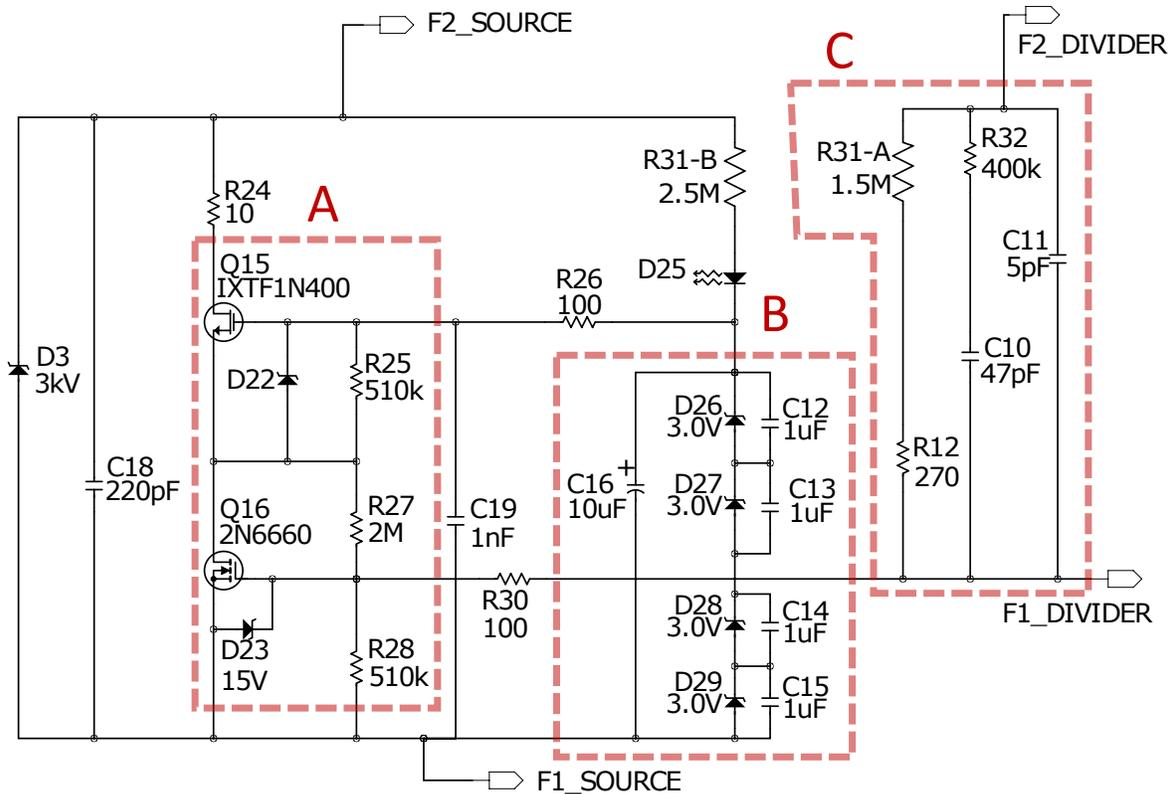 F2_SOURCE
F2_DIVIDER
C
R31-B
2.5M
R31-A
1.5M
R32
400k
R24
10
A
Q15
IXTF1N400
D25
R26
100
B
C11
5pF
D3
3kV
D22
R25
510k
C10
47pF
D26
3.0V
C12
1uF
R12
270
C18
220pF
Q16
2N6660
R27
2M
C19
1nF
+
C16
10uF
D27
3.0V
C13
1uF
R30
100
F1_DIVIDER
D28
3.0V
C14
1uF
D23
15V
R28
510k
D29
3.0V
C15
1uF
F1_SOURCE